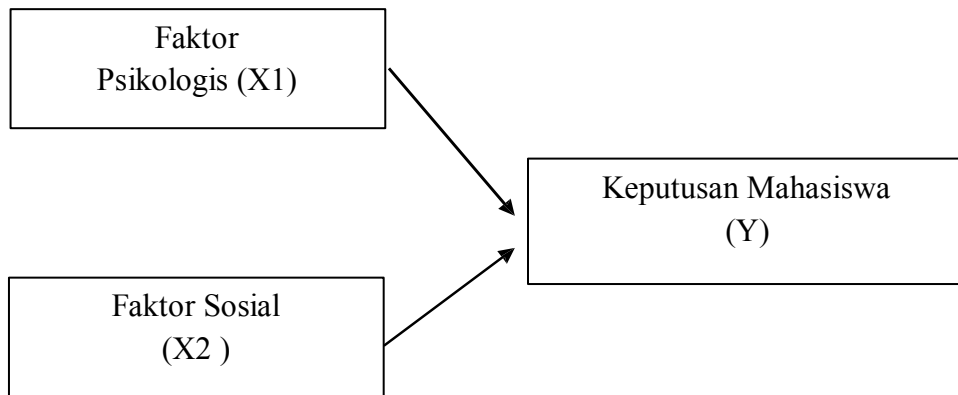 Faktor
Psikologis (X1)
Keputusan Mahasiswa
(Y)
Faktor Sosial
(X2 )